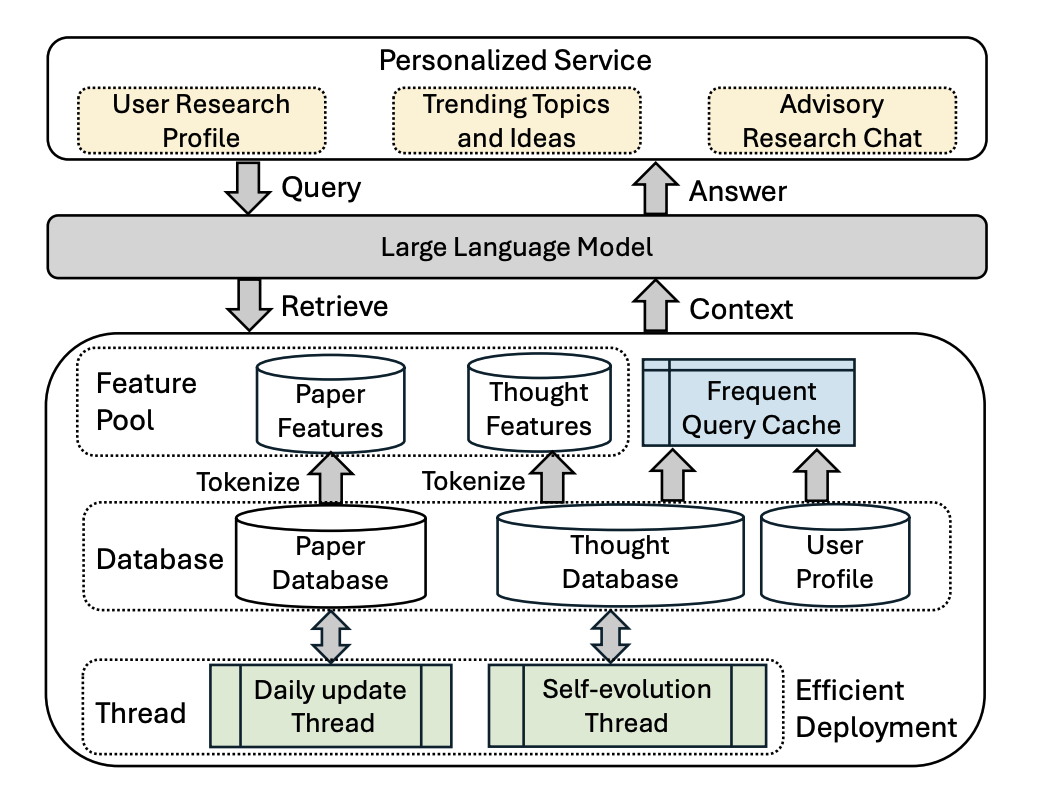 Personalized Service
User Research
Profile
Trending Topics
and Ideas
Advisory
Research Chat
Query
Answer
Large Language Model
Retrieve
Context
Feature
Pool
Paper
Features
Thought
Features
Frequent
Query Cache
Tokenize
Tokenize
Database
Paper
Database
Thought
Database
User
Profile
Thread
Daily update
Thread
Self-evolution
Thread
Efficient
Deployment